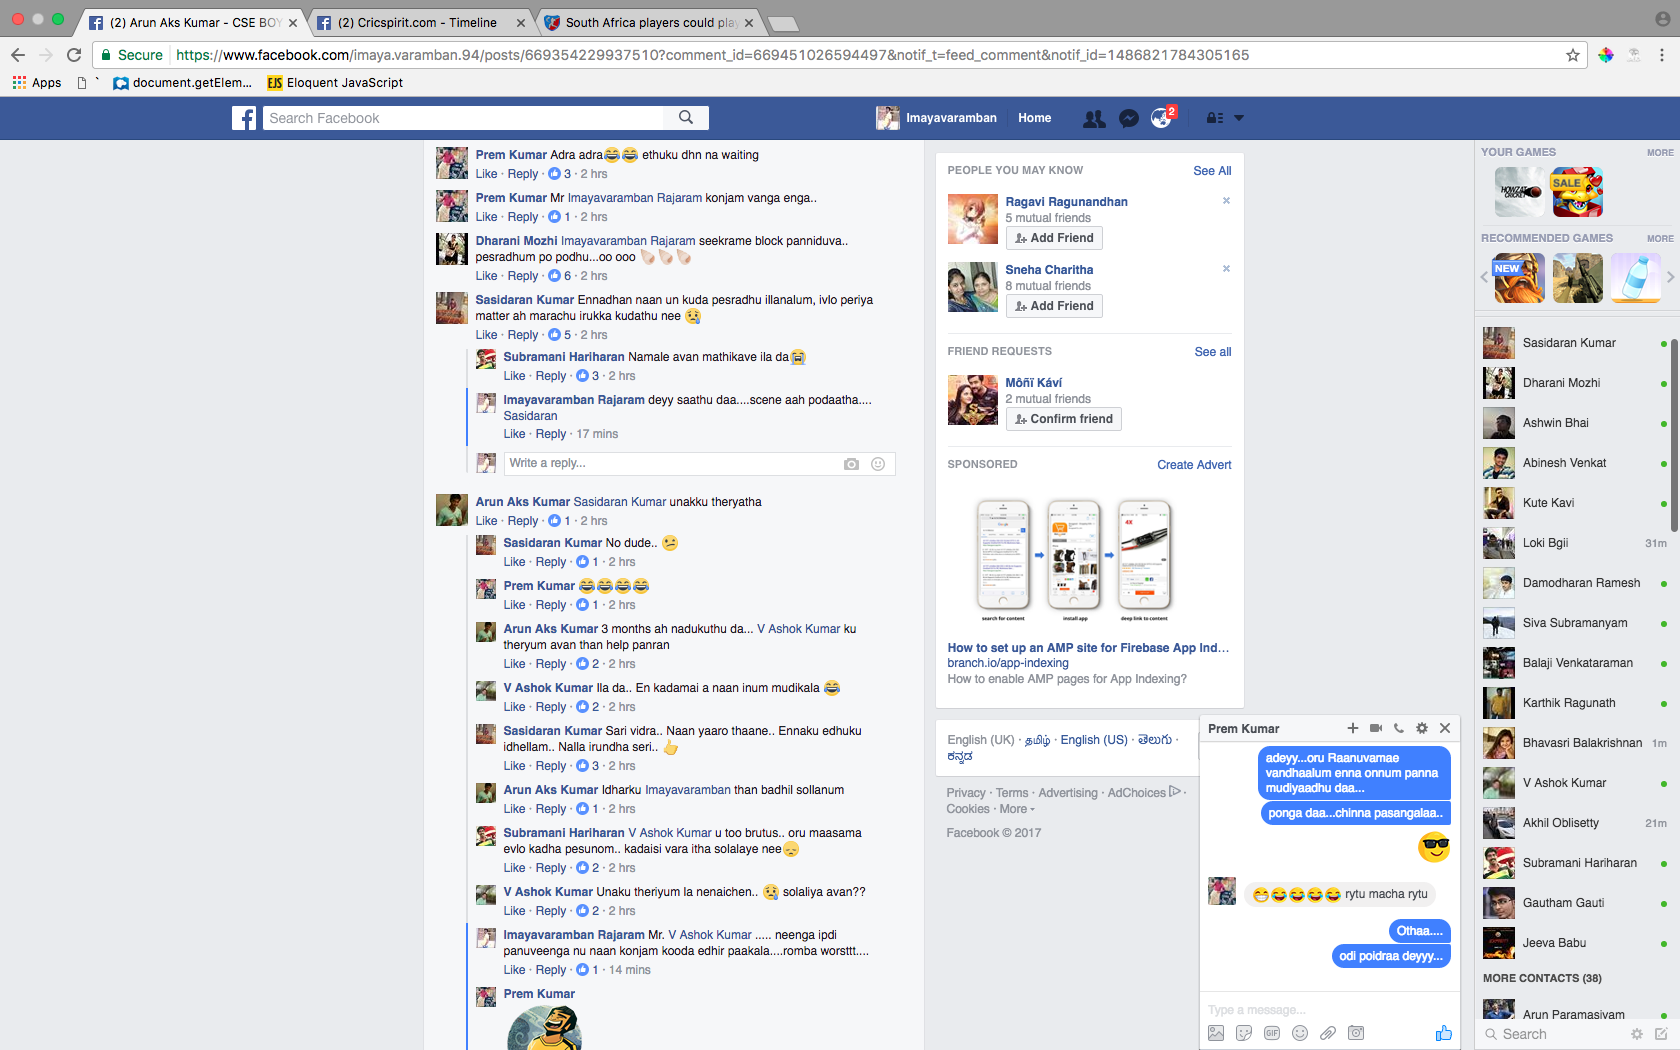 (2) Arun Aks Kumar - CSE BOY
(2) Cricspirit.com - Timeline
South Africa players could play
Secure https://www.facebook.com/imaya.varamban.94/posts/669354229937510?comment_id=669451026594497&notif_t=feed_comment&notif_id=1486821784305165
Apps ` document.getElem... EJS Eloquent JavaScript
Search Facebook
Imayavaramban Home 2
Prem Kumar Adra adra😂😂 ethuku dhn na waiting
Like · Reply · 3 · 2 hrs
Prem Kumar Mr Imayavaramban Rajaram konjam vanga enga..
Like · Reply · 1 · 2 hrs
Dharani Mozhi Imayavaramban Rajaram seekrame block panniduva..
pesradhum po podhu...oo ooo
Like · Reply · 6 · 2 hrs
Sasidaran Kumar Ennadhan naan un kuda pesradhu illanalum, ivlo periya
matter ah marachu irukka kudathu nee 😢
Like · Reply · 5 · 2 hrs
Subramani Hariharan Namale avan mathikave ila da😭
Like · Reply · 3 · 2 hrs
Imayavaramban Rajaram deyy saathu daa....scene aah podaatha....
Sasidaran
Like · Reply · 17 mins
Write a reply...
Arun Aks Kumar Sasidaran Kumar unakku theryatha
Like · Reply · 1 · 2 hrs
Sasidaran Kumar No dude.. 😕
Like · Reply · 1 · 2 hrs
Prem Kumar 😂😂😂😂
Like · Reply · 1 · 2 hrs
Arun Aks Kumar 3 months ah nadukuthu da... V Ashok Kumar ku
theryum avan than help panran
Like · Reply · 2 · 2 hrs
V Ashok Kumar Ila da.. En kadamai a naan inum mudikala 😂
Like · Reply · 2 · 2 hrs
Sasidaran Kumar Sari vidra.. Naan yaaro thaane.. Ennaku edhuku
idhellam.. Nalla irundha seri.. 👍
Like · Reply · 3 · 2 hrs
Arun Aks Kumar Idharku Imayavaramban than badhil sollanum
Like · Reply · 1 · 2 hrs
Subramani Hariharan V Ashok Kumar u too brutus.. oru maasama
evlo kadha pesunom.. kadaisi vara itha solalaye nee😞
Like · Reply · 2 · 2 hrs
V Ashok Kumar Unaku theriyum la nenaichen.. 😢 solaliya avan??
Like · Reply · 2 · 2 hrs
Imayavaramban Rajaram Mr. V Ashok Kumar ..... neenga ipdi
panuveenga nu naan konjam kooda edhir paakala....romba worsttt....
Like · Reply · 1 · 14 mins
Prem Kumar
PEOPLE YOU MAY KNOW See All
Ragavi Ragunandhan
5 mutual friends
Add Friend
Sneha Charitha
8 mutual friends
Add Friend
FRIEND REQUESTS See all
Môñï Káví
2 mutual friends
Confirm friend
SPONSORED Create Advert
4X
search for content install app deep link to content
How to set up an AMP site for Firebase App Ind...
branch.io/app-indexing
How to enable AMP pages for App Indexing?
English (UK) · தமிழ் · English (US) · తెలుగు ·
ಕನ್ನಡ
Privacy · Terms · Advertising · AdChoices ·
Cookies · More
Facebook © 2017
Prem Kumar
adeyy...oru Raanuvamae
vandhaalum enna onnum panna
mudiyaadhu daa...
ponga daa...chinna pasangalaa..
😎
😁😂😂😂😂 rytu macha rytu
Othaa....
odi poidraa deyyy...
Type a message...
GIF
YOUR GAMES MORE
HOWZAT CRICKET SALE
RECOMMENDED GAMES MORE
NEW
Sasidaran Kumar
Dharani Mozhi
Ashwin Bhai
Abinesh Venkat
Kute Kavi
Loki Bgii 31m
Damodharan Ramesh
Siva Subramanyam
Balaji Venkataraman
Karthik Ragunath
Bhavasri Balakrishnan 1m
V Ashok Kumar
Akhil Oblisetty 21m
Subramani Hariharan
Gautham Gauti
Jeeva Babu
MORE CONTACTS (38)
Arun Paramasivam
Search